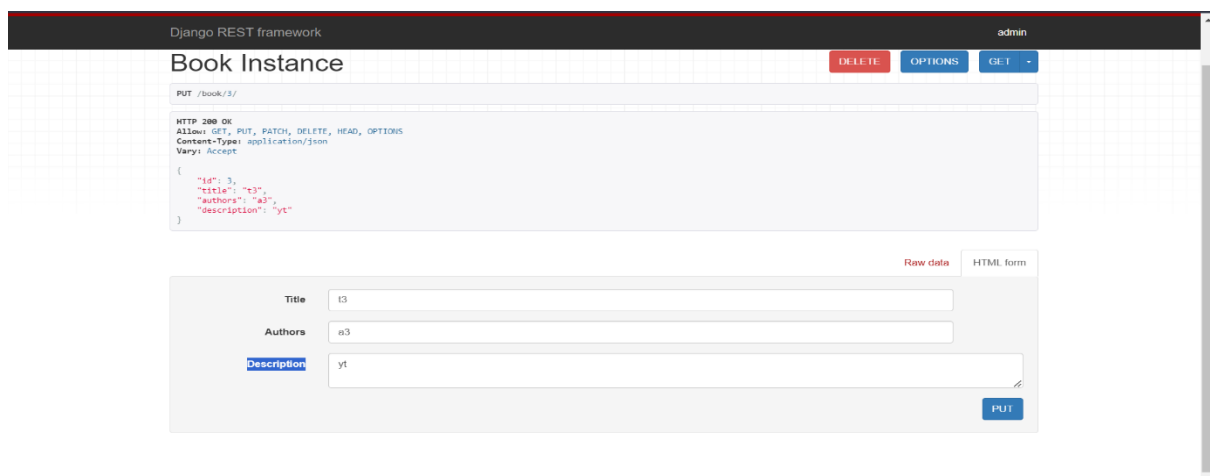 Django REST framework admin
Book Instance DELETE OPTIONS GET
PUT /book/3/
HTTP 200 OK
Allow: GET, PUT, PATCH, DELETE, HEAD, OPTIONS
Content-Type: application/json
Vary: Accept
{
"id": 3,
"title": "t3",
"authors": "a3",
"description": "yt"
}
Raw data HTML form
Title t3
Authors a3
Description yt
PUT